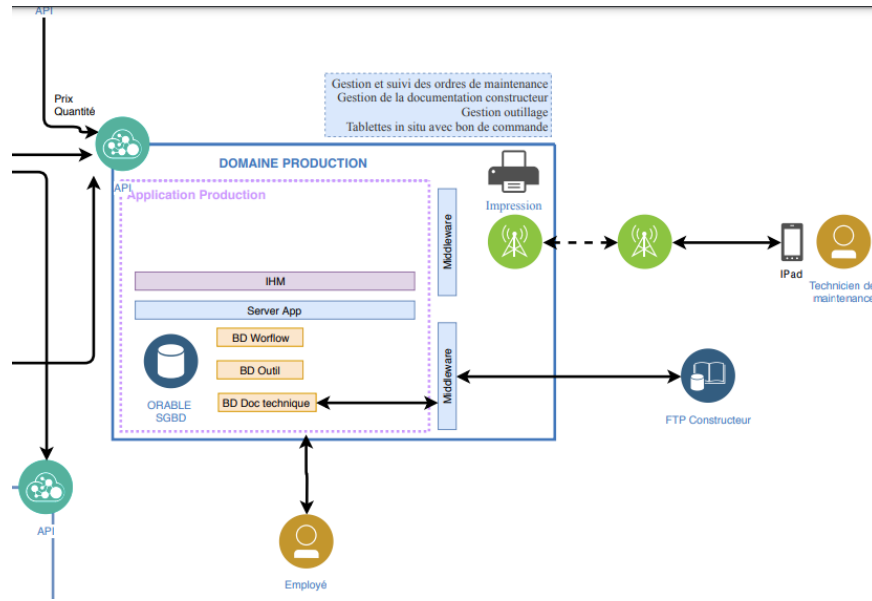 API
Prix
Quantité
Gestion et suivi des ordres de maintenance
Gestion de la documentation constructeur
Gestion outillage
Tablettes in situ avec bon de commande
DOMAINE PRODUCTION
API
Application Production
Impression
Middleware
IHM
Server App
BD Worflow
BD Outil
BD Doc technique
ORABLE
SGBD
Middleware
IPad
Technicien de
maintenance
FTP Constructeur
API
Employé